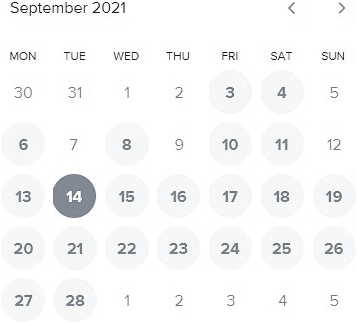 September 2021
MON TUE WED THU FRI SAT SUN
30 31 1 2 3 4 5
6 7 8 9 10 11 12
13 14 15 16 17 18 19
20 21 22 23 24 25 26
27 28 1 2 3 4 5